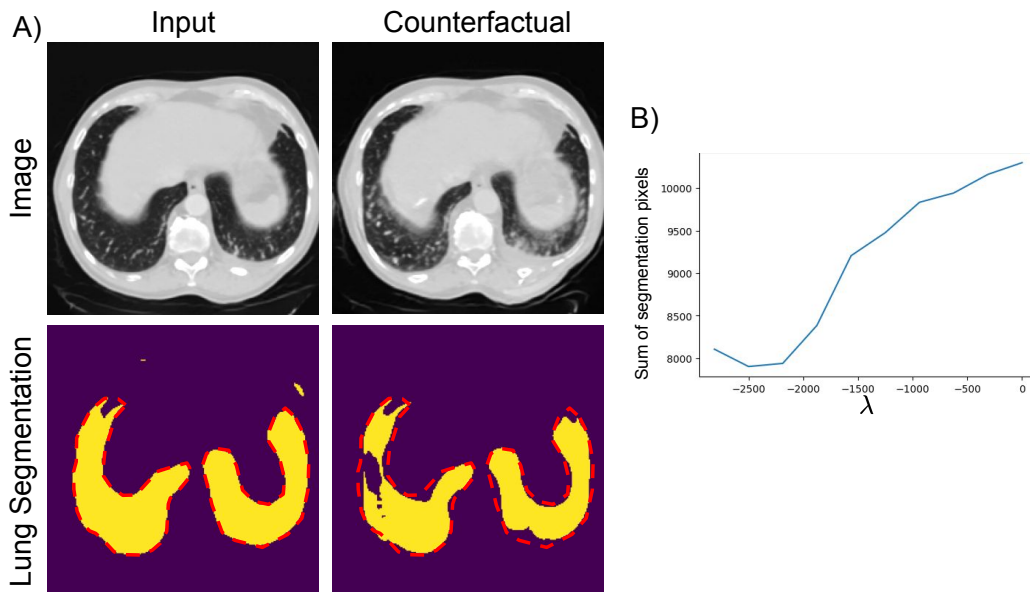 A)
Input
Counterfactual
Image
Lung Segmentation
B)
Sum of segmentation pixels
10000
9500
9000
8500
8000
−2500
−2000
−1500
−1000
−500
0
λ